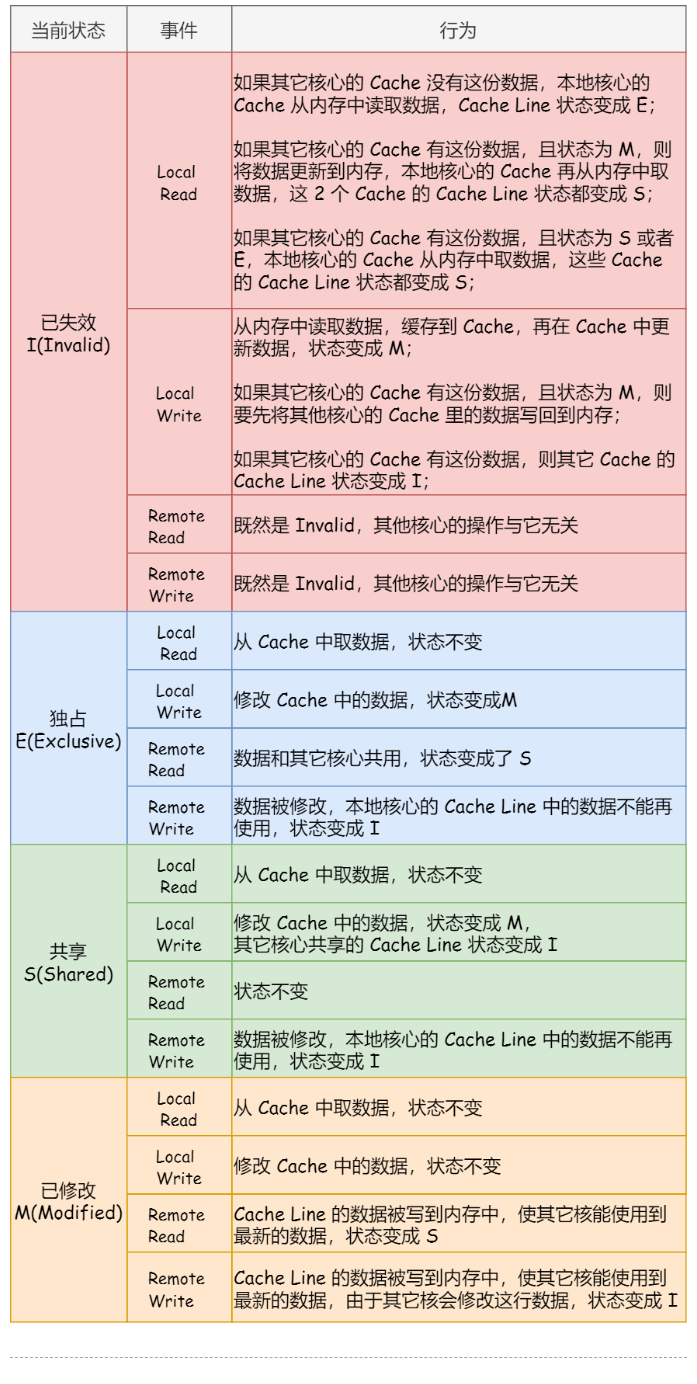 当前状态
事件
行为
已失效
I(Invalid)
Local
Read
如果其它核心的 Cache 没有这份数据，本地核心的
Cache 从内存中读取数据，Cache Line 状态变成 E；
如果其它核心的 Cache 有这份数据，且状态为 M，则
将数据更新到内存，本地核心的 Cache 再从内存中取
数据，这 2 个 Cache 的 Cache Line 状态都变成 S；
如果其它核心的 Cache 有这份数据，且状态为 S 或者
E，本地核心的 Cache 从内存中取数据，这些 Cache
的 Cache Line 状态都变成 S；
Local
Write
从内存中读取数据，缓存到 Cache，再在 Cache 中更
新数据，状态变成 M；
如果其它核心的 Cache 有这份数据，且状态为 M，则
要先将其他核心的 Cache 里的数据写回到内存；
如果其它核心的 Cache 有这份数据，则其它 Cache 的
Cache Line 状态变成 I；
Remote
Read
既然是 Invalid，其他核心的操作与它无关
Remote
Write
既然是 Invalid，其他核心的操作与它无关
独占
E(Exclusive)
Local
Read
从 Cache 中取数据，状态不变
Local
Write
修改 Cache 中的数据，状态变成M
Remote
Read
数据和其它核心共用，状态变成了 S
Remote
Write
数据被修改，本地核心的 Cache Line 中的数据不能再
使用，状态变成 I
共享
S(Shared)
Local
Read
从 Cache 中取数据，状态不变
Local
Write
修改 Cache 中的数据，状态变成 M，
其它核心共享的 Cache Line 状态变成 I
Remote
Read
状态不变
Remote
Write
数据被修改，本地核心的 Cache Line 中的数据不能再
使用，状态变成 I
已修改
M(Modified)
Local
Read
从 Cache 中取数据，状态不变
Local
Write
修改 Cache 中的数据，状态不变
Remote
Read
Cache Line 的数据被写到内存中，使其它核能使用到
最新的数据，状态变成 S
Remote
Write
Cache Line 的数据被写到内存中，使其它核能使用到
最新的数据，由于其它核会修改这行数据，状态变成 I